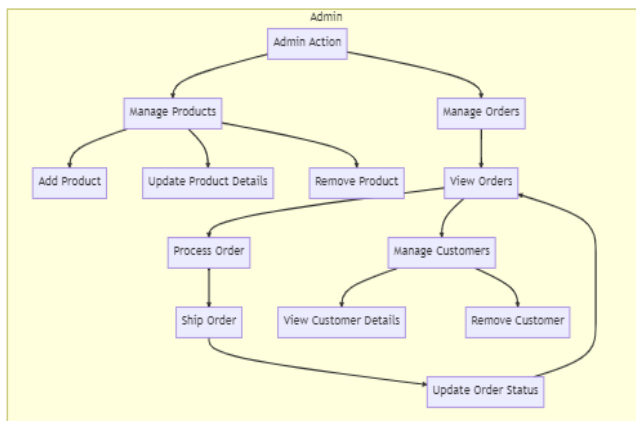 Admin
Admin Action
Manage Products
Manage Orders
Add Product
Update Product Details
Remove Product
View Orders
Process Order
Manage Customers
Ship Order
View Customer Details
Remove Customer
Update Order Status